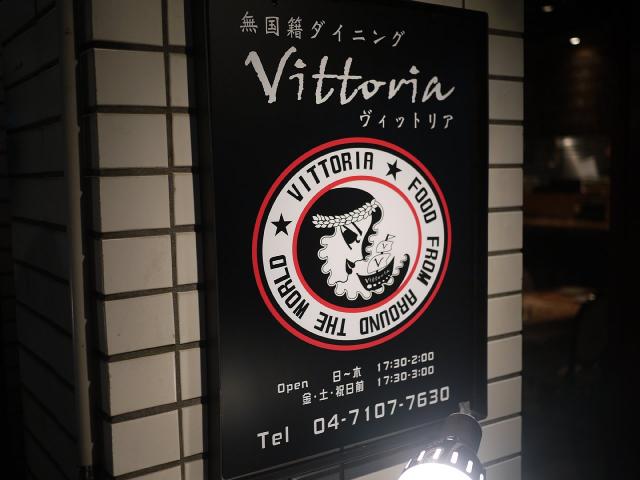 無国籍ダイニング
Vittoria
ヴィットリア
VITTORIA ★ FOOD FROM AROUND THE WORLD ★
Vittoria
Open 日〜木 17:30-2:00
金・土・祝日前 17:30-3:00
Tel 04-7107-7630